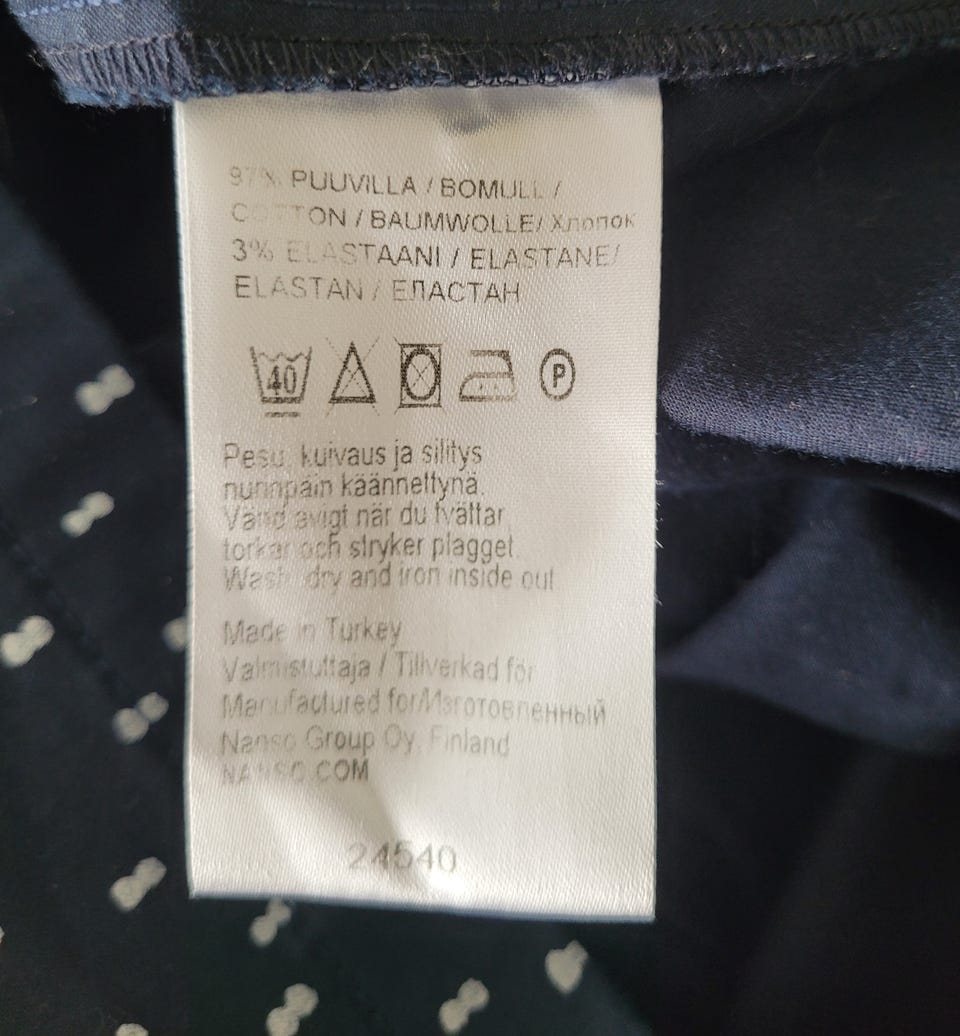 97% PUUVILLA / BOMULL /
COTTON / BAUMWOLLE/ Хлопок
3% ELASTAANI / ELASTANE/
ELASTAN / ЕЛАСТАН
40 P
Pesu, kuivaus ja silitys
nurinpäin käännettynä.
Vänd avigt när du tvättar,
torkar och stryker plagget.
Wash, dry and iron inside out
Made in Turkey
Valmistuttaja / Tillverkad för
Manufactured for/Изготовленный
Nanso Group Oy, Finland
NANSO.COM
24540